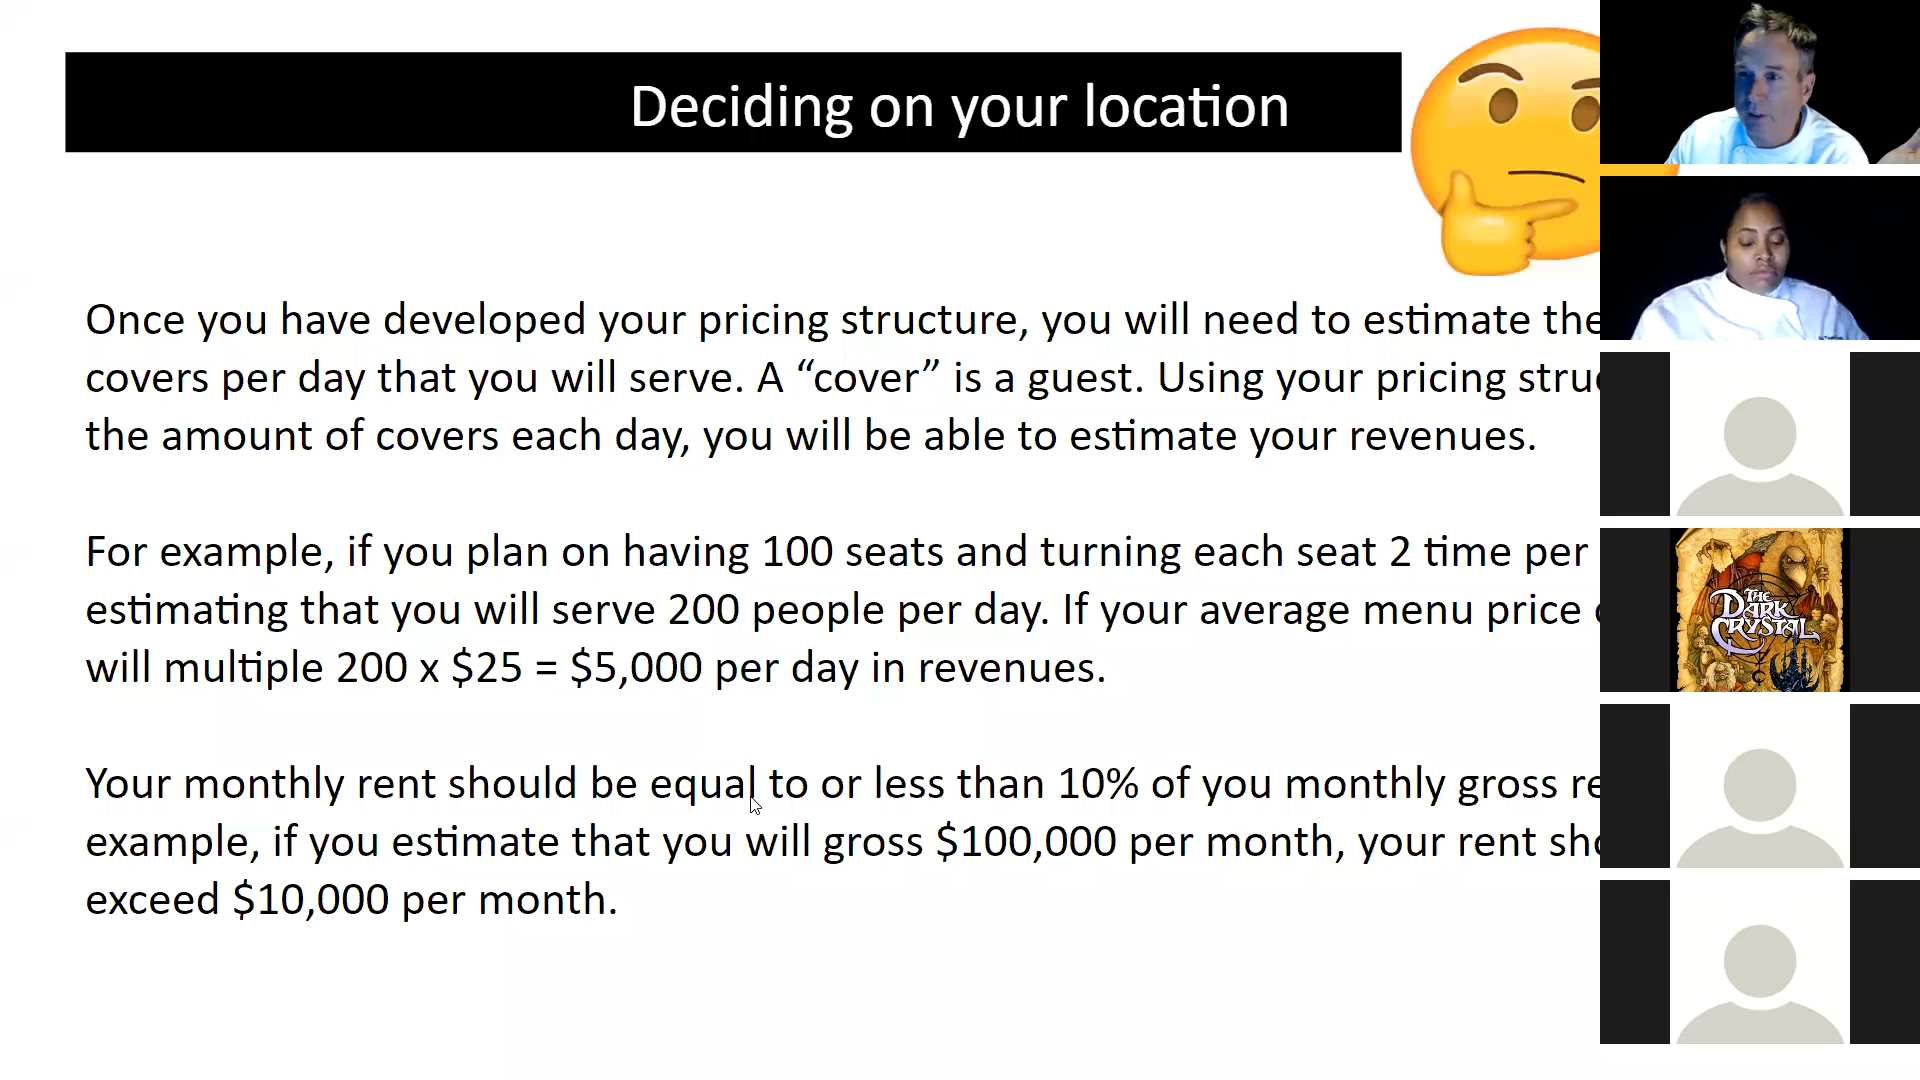 Deciding on your location
Once you have developed your pricing structure, you will need to estimate the
covers per day that you will serve. A “cover” is a guest. Using your pricing
the amount of covers each day, you will be able to estimate your revenues.
For example, if you plan on having 100 seats and turning each seat 2 time per
estimating that you will serve 200 people per day. If your average menu price
will multiple 200 x $25 = $5,000 per day in revenues.
Your monthly rent should be equal to or less than 10% of you monthly gross
example, if you estimate that you will gross $100,000 per month, your rent
exceed $10,000 per month.
THE
DARK
CRYSTAL